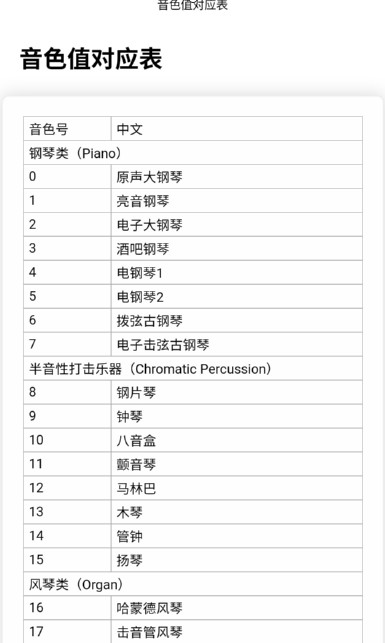 音色值对应表
音色值对应表
音色号 中文
钢琴类（Piano）
0 原声大钢琴
1 亮音钢琴
2 电子大钢琴
3 酒吧钢琴
4 电钢琴1
5 电钢琴2
6 拨弦古钢琴
7 电子击弦古钢琴
半音性打击乐器（Chromatic Percussion）
8 钢片琴
9 钟琴
10 八音盒
11 颤音琴
12 马林巴
13 木琴
14 管钟
15 扬琴
风琴类（Organ）
16 哈蒙德风琴
17 击音管风琴